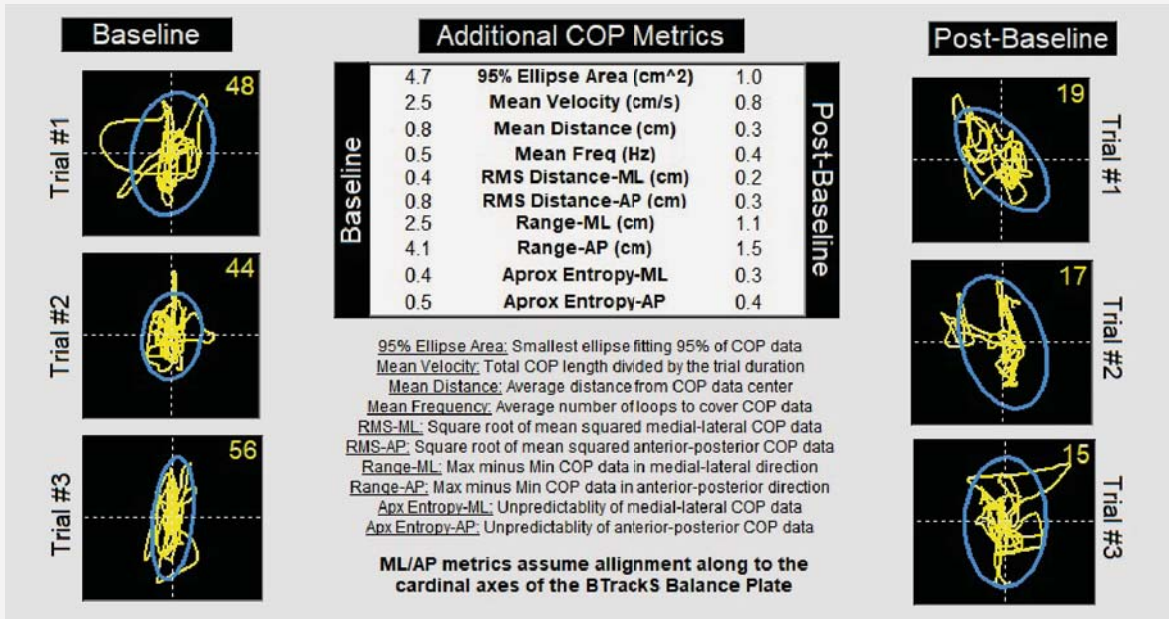 Baseline
Additional COP Metrics
Post-Baseline
48
Trial #1
44
Trial #2
56
Trial #3
Baseline
4.7 95% Ellipse Area (cm^2) 1.0
2.5 Mean Velocity (cm/s) 0.8
0.8 Mean Distance (cm) 0.3
0.5 Mean Freq (Hz) 0.4
0.4 RMS Distance-ML (cm) 0.2
0.8 RMS Distance-AP (cm) 0.3
2.5 Range-ML (cm) 1.1
4.1 Range-AP (cm) 1.5
0.4 Aprox Entropy-ML 0.3
0.5 Aprox Entropy-AP 0.4
Post-Baseline
95% Ellipse Area: Smallest ellipse fitting 95% of COP data
Mean Velocity: Total COP length divided by the trial duration
Mean Distance: Average distance from COP data center
Mean Frequency: Average number of loops to cover COP data
RMS-ML: Square root of mean squared medial-lateral COP data
RMS-AP: Square root of mean squared anterior-posterior COP data
Range-ML: Max minus Min COP data in medial-lateral direction
Range-AP: Max minus Min COP data in anterior-posterior direction
Apx Entropy-ML: Unpredictability of medial-lateral COP data
Apx Entropy-AP: Unpredictablity of anterior-posterior COP data
ML/AP metrics assume allignment along to the
cardinal axes of the BTrackS Balance Plate
19
Trial #1
17
Trial #2
15
Trial #3